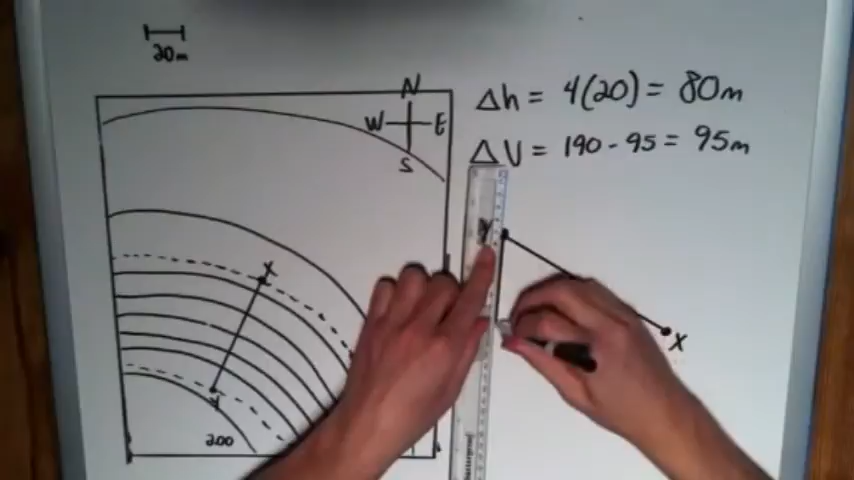 20m
N
W E
S
Δh = 4(20) = 80m
ΔV = 190 - 95 = 95m
X
Y
200
Y
X